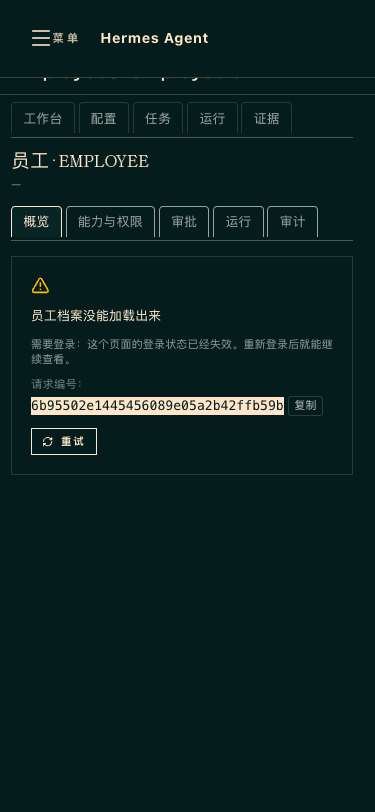 菜单 Hermes Agent
工作台 配置 任务 运行 证据
员工 · EMPLOYEE
—
概览 能力与权限 审批 运行 审计
员工档案没能加载出来
需要登录：这个页面的登录状态已经失效。重新登录后就能继
续查看。
请求编号：
6b95502e1445456089e05a2b42ffb59b 复制
重试